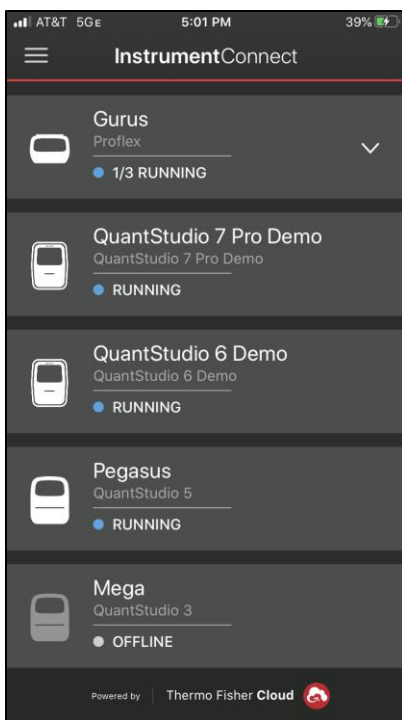 AT&T 5GE 5:01 PM 39%
InstrumentConnect
Gurus
Proflex
1/3 RUNNING
QuantStudio 7 Pro Demo
QuantStudio 7 Pro Demo
RUNNING
QuantStudio 6 Demo
QuantStudio 6 Demo
RUNNING
Pegasus
QuantStudio 5
RUNNING
Mega
QuantStudio 3
OFFLINE
Powered by Thermo Fisher Cloud